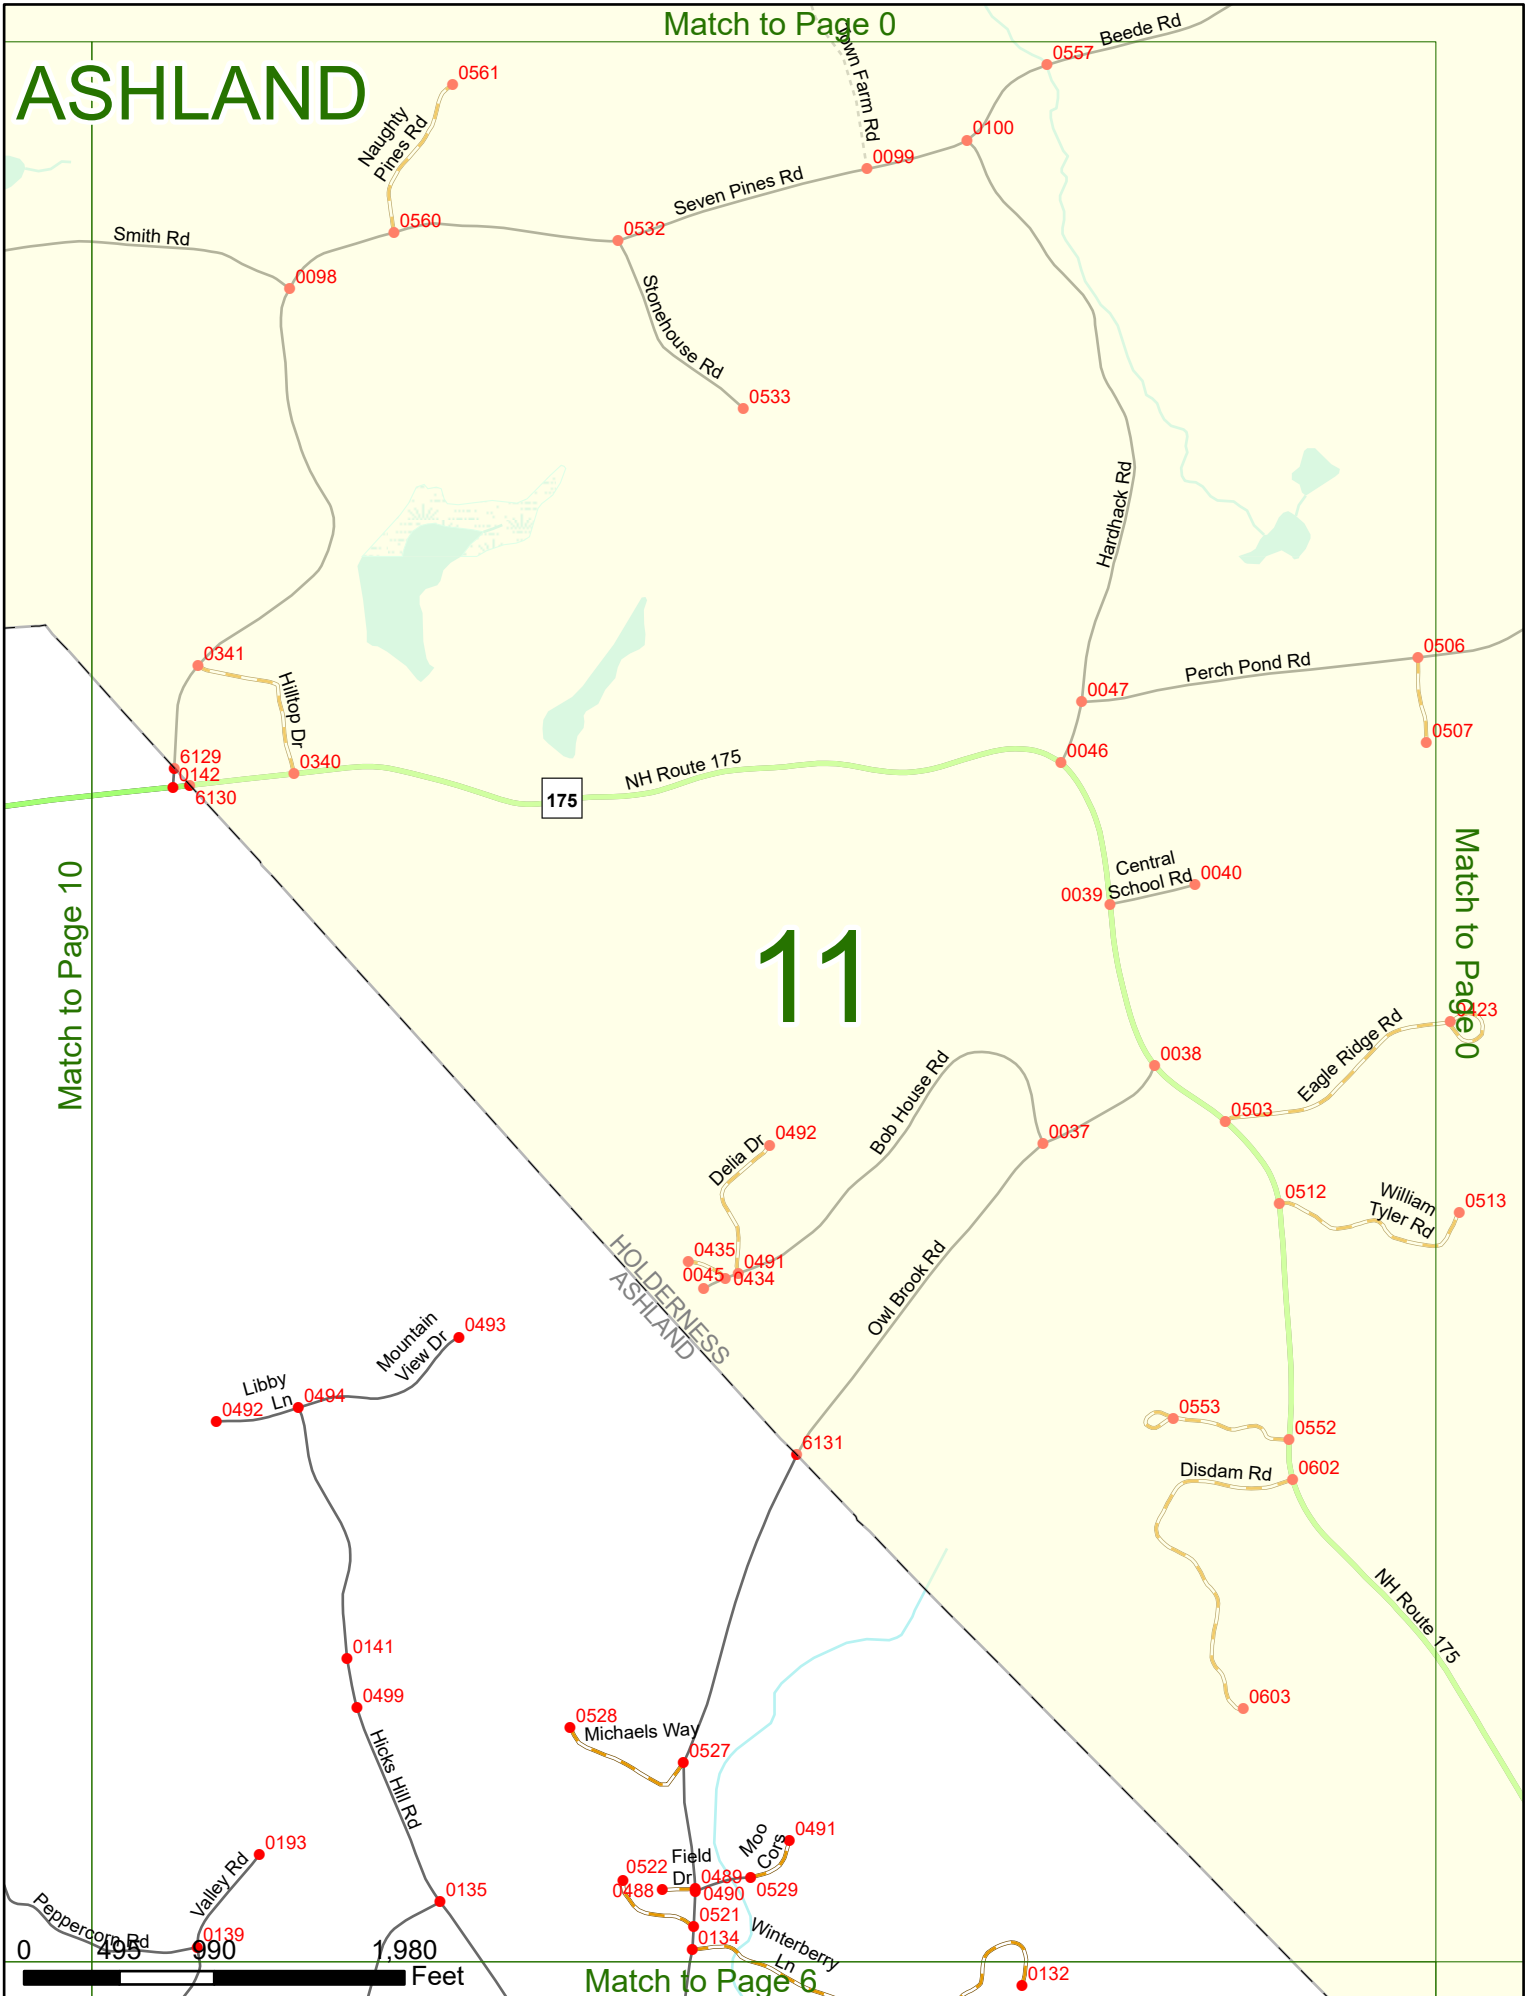 Match to Page 0
ASHLAND
Beede Rd
0557
0561
Town Farm Rd
Naughty
Pines Rd
0100
0099
Seven Pines Rd
0560
0532
Smith Rd
0098
Stonehouse Rd
0533
Hardhack Rd
0341
Hilltop Dr
0506
Perch Pond Rd
0047
0507
6129
0142
6130
0340
NH Route 175
0046
175
Match to Page 10
Central
School Rd
0040
0039
Match to Page 0
11
0423
Eagle Ridge Rd
0038
0503
Bob House Rd
0037
0492
Delia Dr
0512
William
Tyler Rd
0513
HOLDERNESS
ASHLAND
0435
0491
0045
0434
Owl Brook Rd
Mountain
View Dr
0493
Libby
Ln
0494
0492
0553
0552
6131
Disdam Rd
0602
NH Route 175
0141
0499
0603
0528
Michaels Way
0527
Hicks Hill Rd
0193
Valley Rd
Moo
Cors
0491
Field
Dr
0522
0489
0488
0490
0529
0135
Peppercorn Rd
0139
0521
0134
Winterberry
Ln
0132
0 495 990 1,980
Feet
Match to Page 6